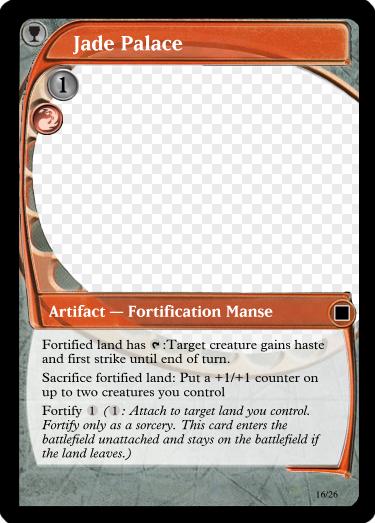 Jade Palace
1
Artifact — Fortification Manse
Fortified land has :Target creature gains haste
and first strike until end of turn.
Sacrifice fortified land: Put a +1/+1 counter on
up to two creatures you control
Fortify 1 (1: Attach to target land you control.
Fortify only as a sorcery. This card enters the
battlefield unattached and stays on the battlefield if
the land leaves.)
16/26